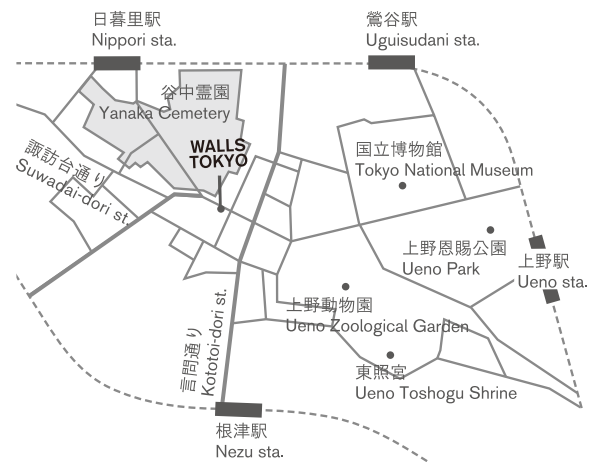 日暮里駅
Nippori sta.
鶯谷駅
Uguisudani sta.
谷中霊園
Yanaka Cemetery
WALLS
TOKYO
国立博物館
Tokyo National Museum
諏訪台通り
Suwadai-dori st.
上野恩賜公園
Ueno Park
上野駅
Ueno sta.
上野動物園
Ueno Zoological Garden
言問通り
Kototoi-dori st.
東照宮
Ueno Toshogu Shrine
根津駅
Nezu sta.